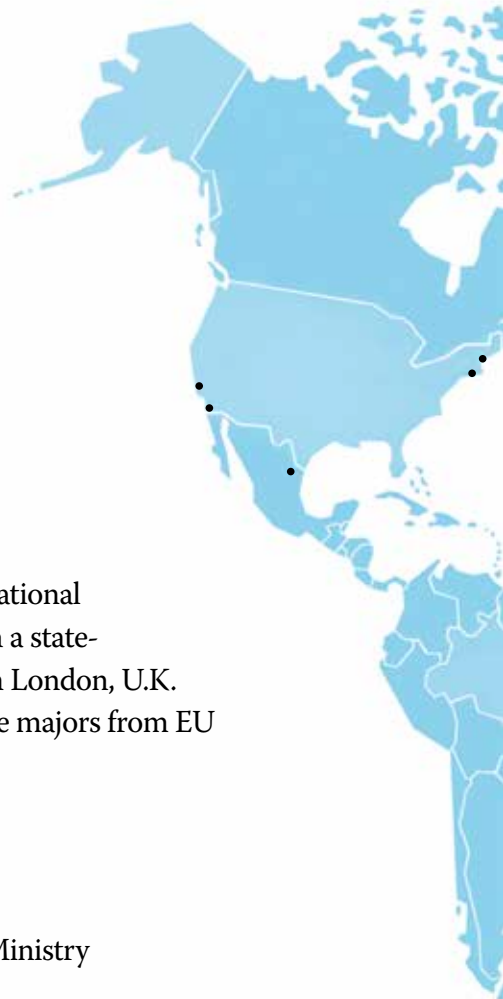 ational
n a state-
n London, U.K.
e majors from EU
Ministry